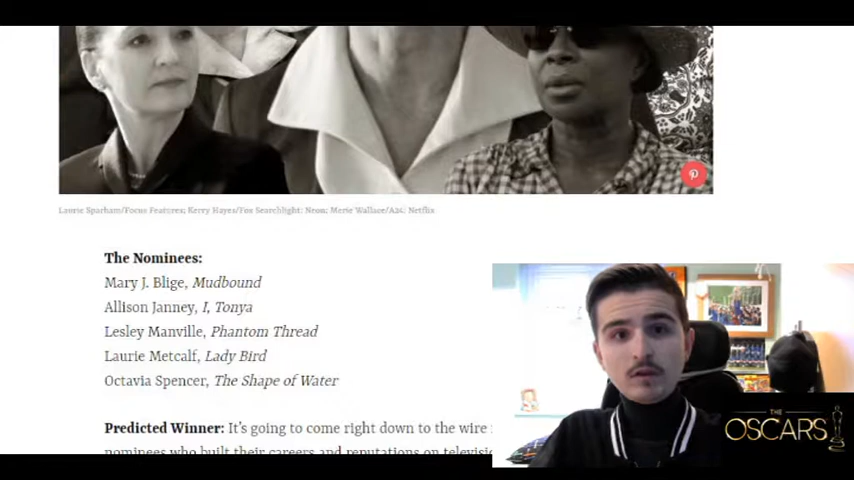 Laurie Sparham/Focus Features; Kerry Hayes/Fox Searchlight; Neon; Merie Wallace/A24; Netflix
The Nominees:
Mary J. Blige, Mudbound
Allison Janney, I, Tonya
Lesley Manville, Phantom Thread
Laurie Metcalf, Lady Bird
Octavia Spencer, The Shape of Water
Predicted Winner: It's going to come right down to the wire
nominees who built their careers and reputations on
THE
OSCARS